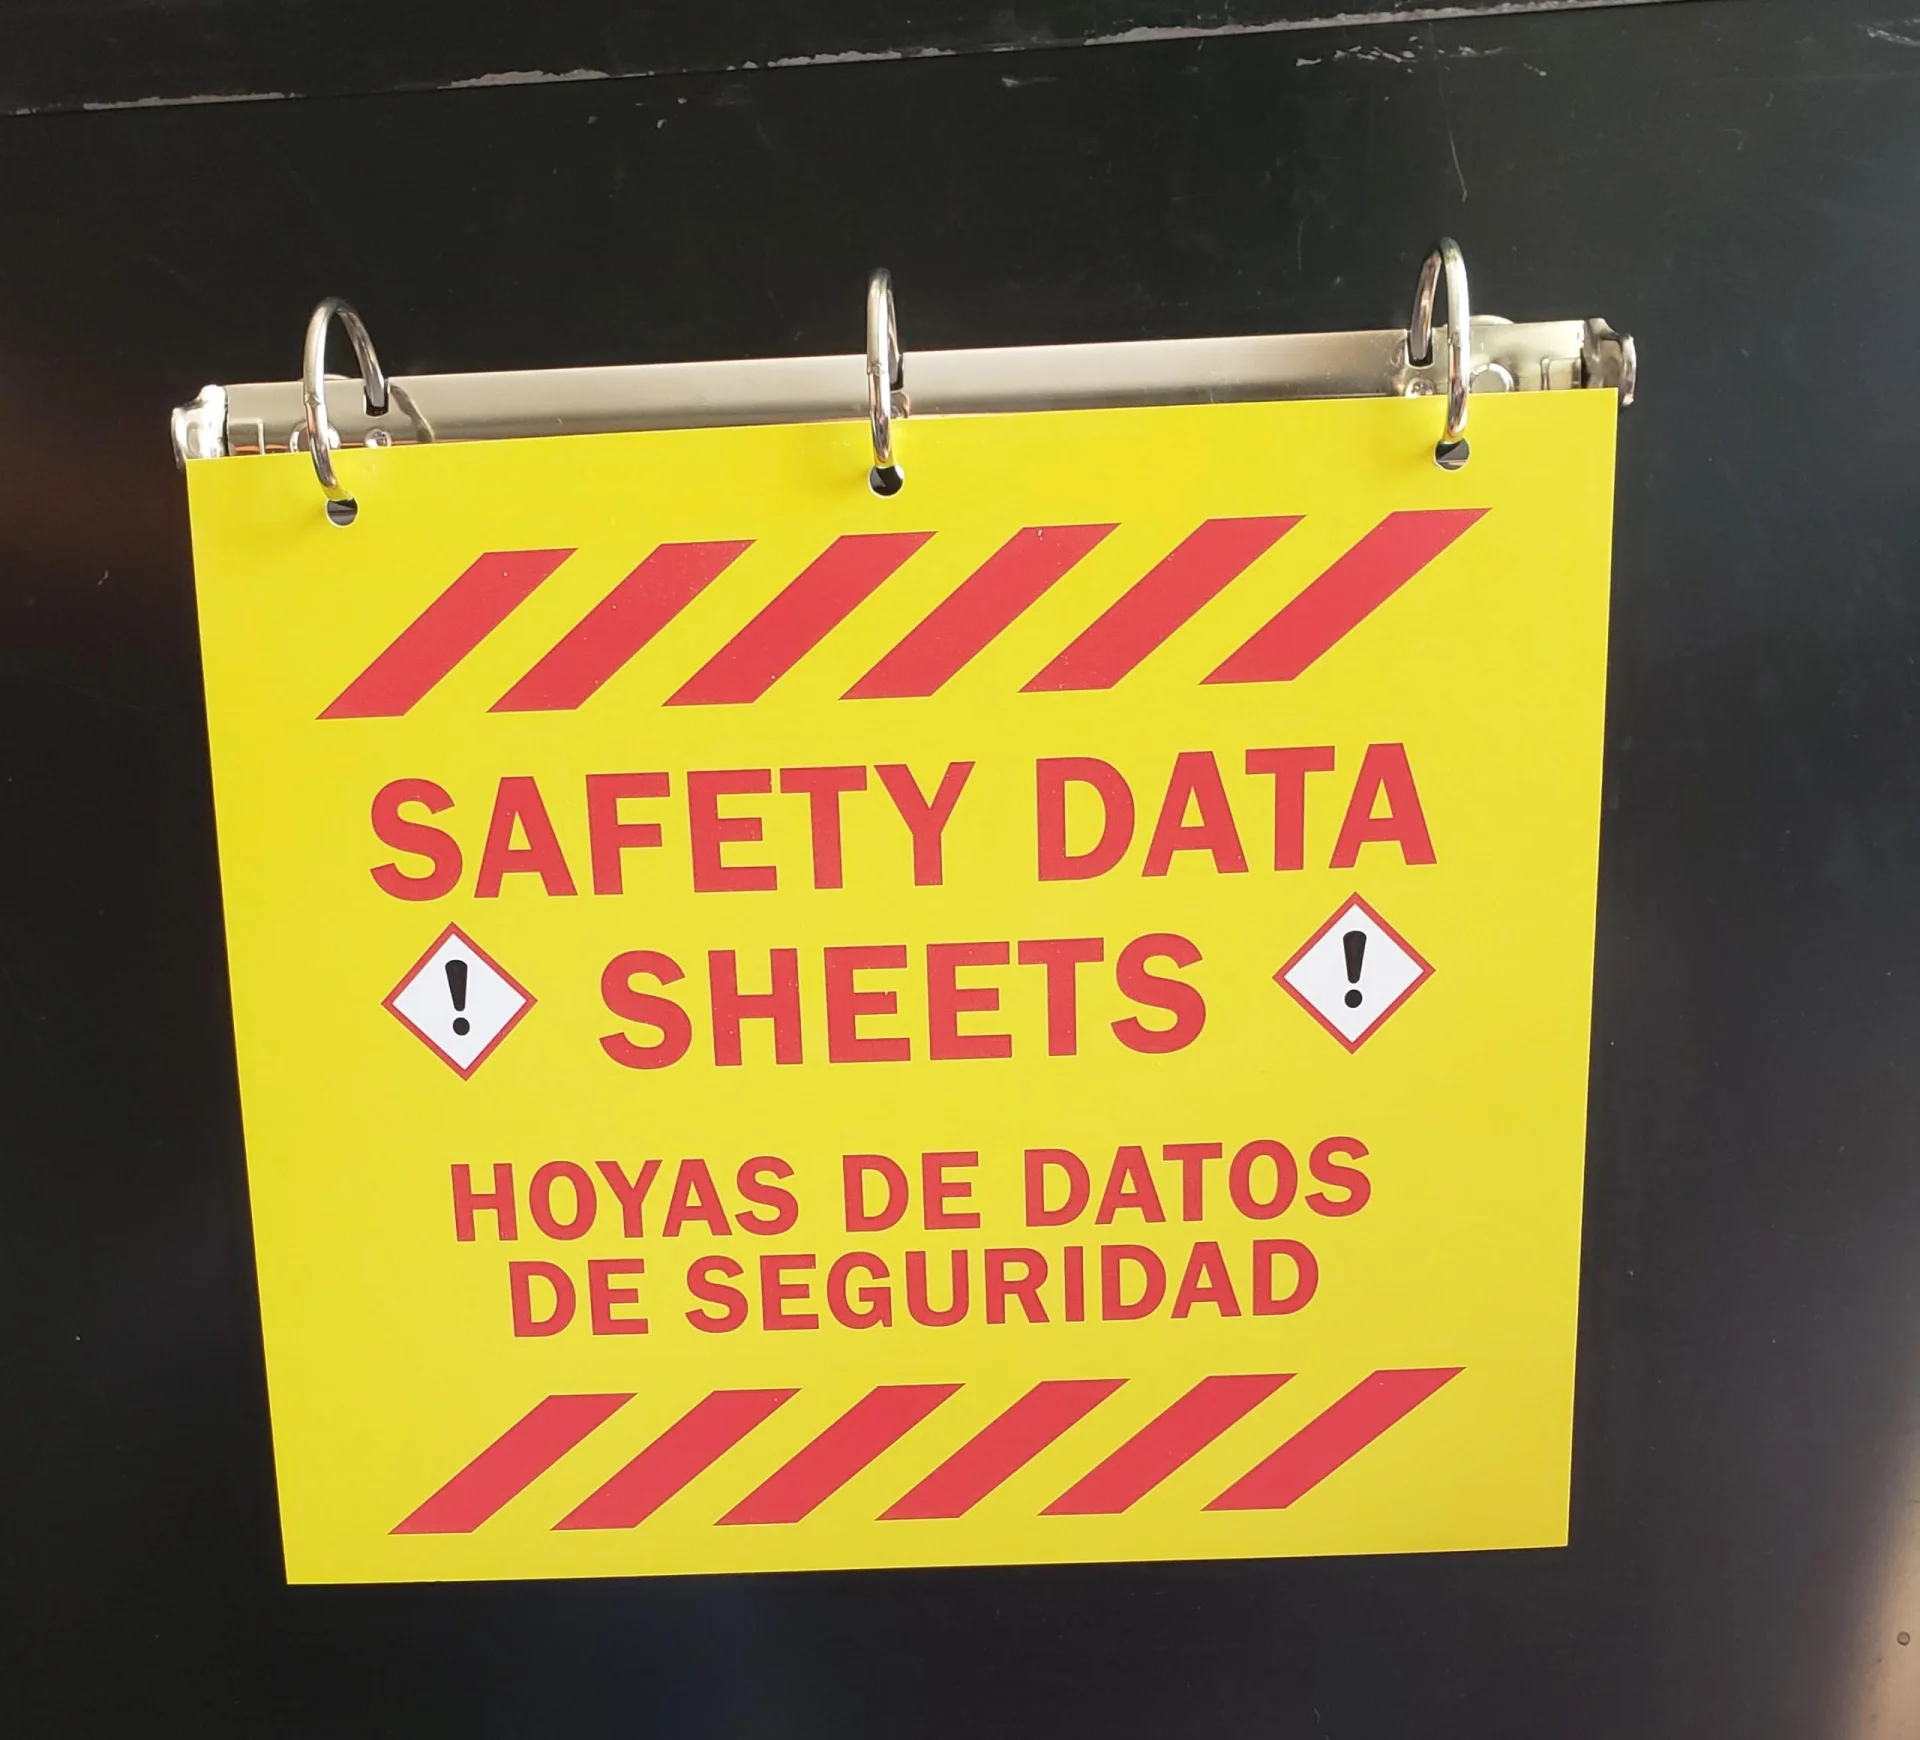 SAFETY DATA
SHEETS
HOYAS DE DATOS
DE SEGURIDAD